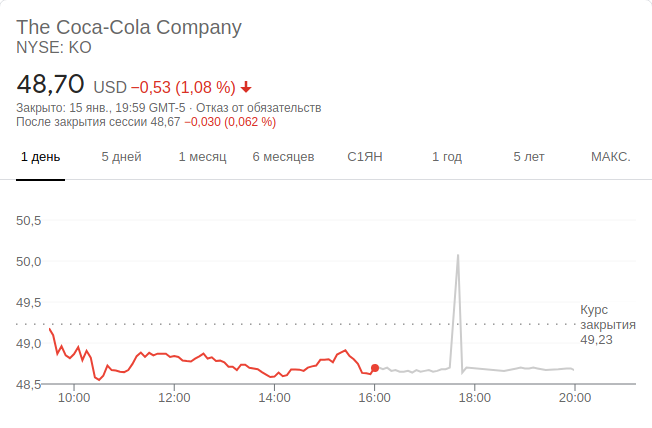 The Coca-Cola Company
NYSE: KO
48,70 USD −0,53 (1,08 %)
Закрыто: 15 янв., 19:59 GMT-5 · Отказ от обязательств
После закрытия сессии 48,67 −0,030 (0,062 %)
1 день 5 дней 1 месяц 6 месяцев С1ЯН 1 год 5 лет МАКС.
50,5
50,0
49,5
49,0
48,5
Курс
закрытия
49,23
10:00 12:00 14:00 16:00 18:00 20:00